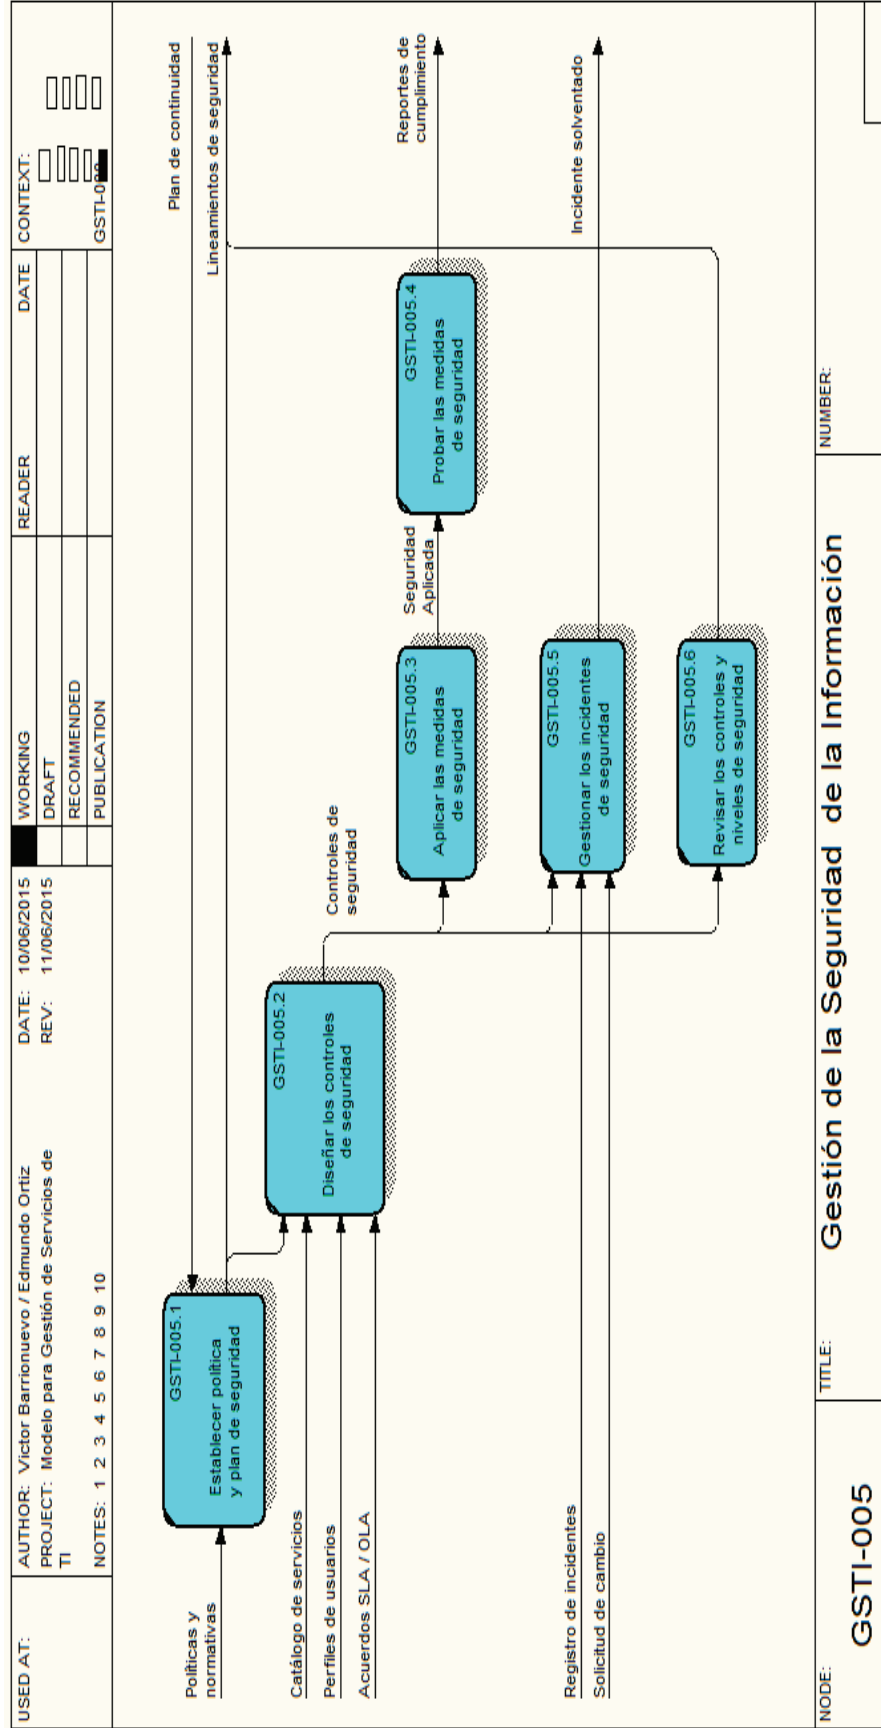 USED AT:
AUTHOR: Victor Barrionuevo / Edmundo Ortiz
PROJECT: Modelo para Gestión de Servicios de
TI
NOTES: 1 2 3 4 5 6 7 8 9 10
DATE: 10/06/2015
REV: 11/06/2015
WORKING
DRAFT
RECOMMENDED
PUBLICATION
READER
DATE
CONTEXT:
Plan de continuidad
Lineamientos de seguridad
Políticas y
normativas
GSTI-005.1
Establecer política
y plan de seguridad
Catálogo de servicios
Perfiles de usuarios
Acuerdos SLA / OLA
GSTI-005.2
Diseñar los controles
de seguridad
Controles de
seguridad
GSTI-005.3
Aplicar las medidas
de seguridad
Seguridad
Aplicada
GSTI-005.4
Probar las medidas
de seguridad
Reportes de
cumplimiento
Registro de incidentes
Solicitud de cambio
GSTI-005.5
Gestionar los incidentes
de seguridad
Incidente solventado
GSTI-005.6
Revisar los controles y
niveles de seguridad
NODE:
GSTI-005
TITLE:
Gestión de la Seguridad de la Información
NUMBER: